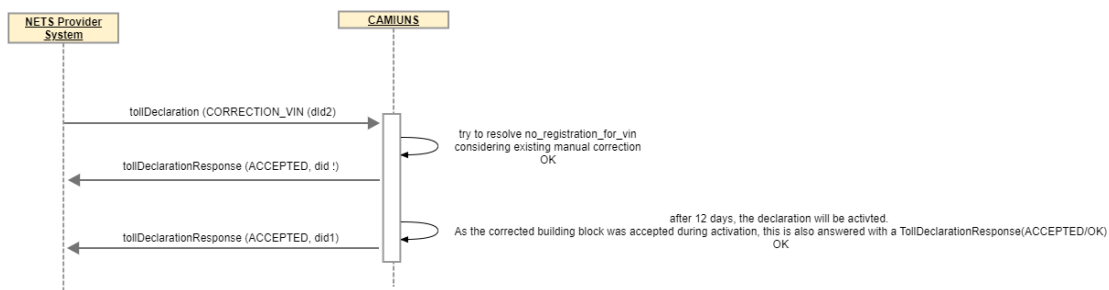 NETS Provider
System
CAMIUNS
tollDeclaration (CORRECTION_VIN (did2)
try to resolve no_registration_for_vin
considering existing manual correction
OK
tollDeclarationResponse (ACCEPTED, did
after 12 days, the declaration will be activted.
As the corrected building block was accepted during activation, this is also answered with a TollDeclarationResponse(ACCEPTED/OK)
OK
tollDeclarationResponse (ACCEPTED, did1)